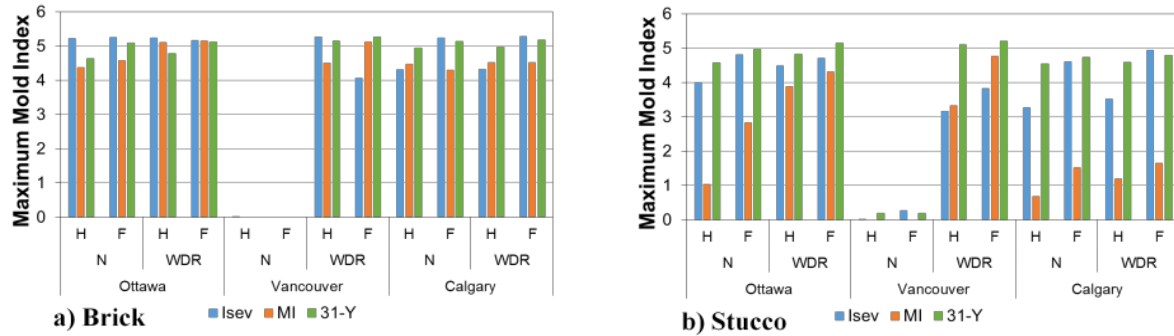 Maximum Mold Index
6
5
4
3
2
1
0
H F H F H F H F H F H F
N WDR N WDR N WDR
Ottawa Vancouver Calgary
a) Brick
Isev MI 31-Y
Maximum Mold Index
6
5
4
3
2
1
0
H F H F H F H F H F H F
N WDR N WDR N WDR
Ottawa Vancouver Calgary
b) Stucco
Isev MI 31-Y